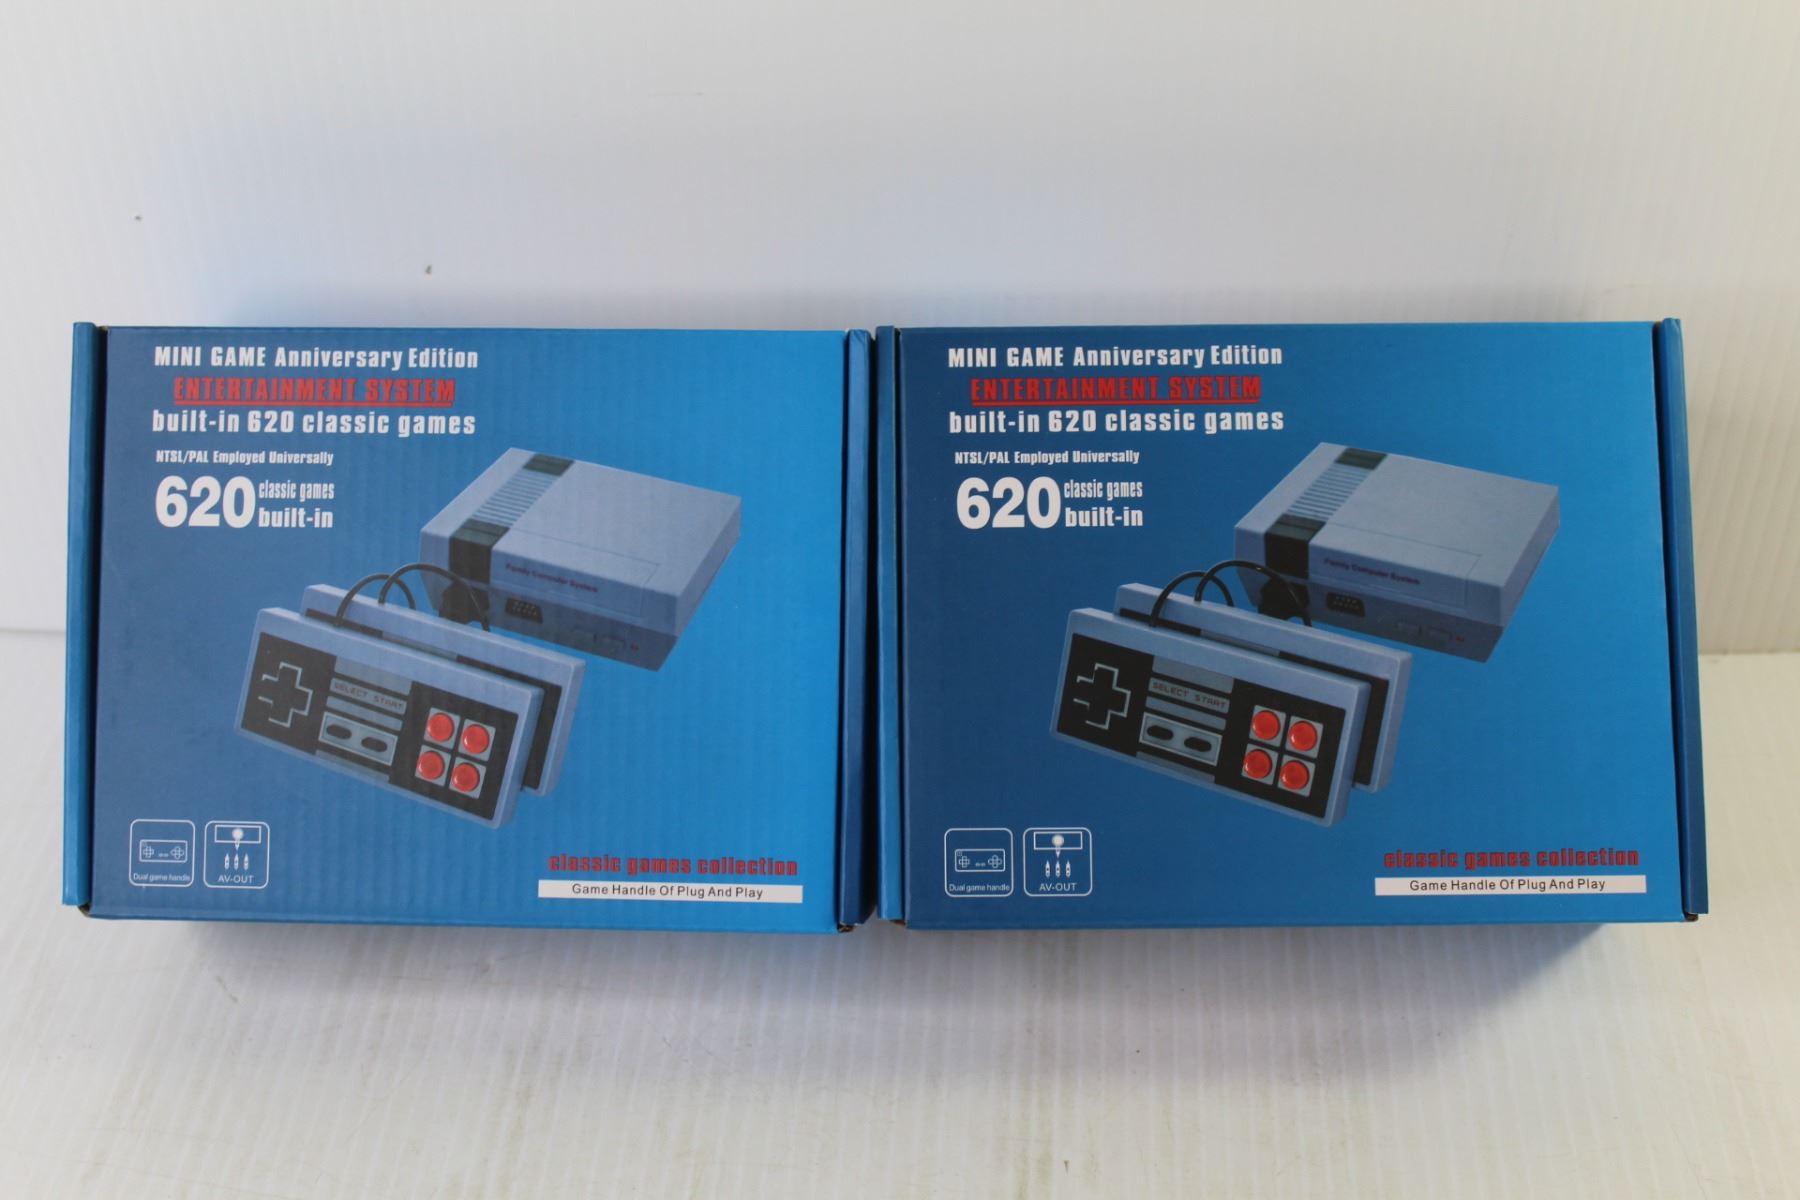 MINI GAME Anniversary Edition
ENTERTAINMENT SYSTEM
built-in 620 classic games
NTSL/PAL Employed Universally
620 classic games
built-in
Family Computer System
SELECT START
Dual game handle
AV-OUT
classic games collection
Game Handle Of Plug And Play
MINI GAME Anniversary Edition
ENTERTAINMENT SYSTEM
built-in 620 classic games
NTSL/PAL Employed Universally
620 classic games
built-in
Family Computer System
SELECT START
Dual game handle
AV-OUT
classic games collection
Game Handle Of Plug And Play